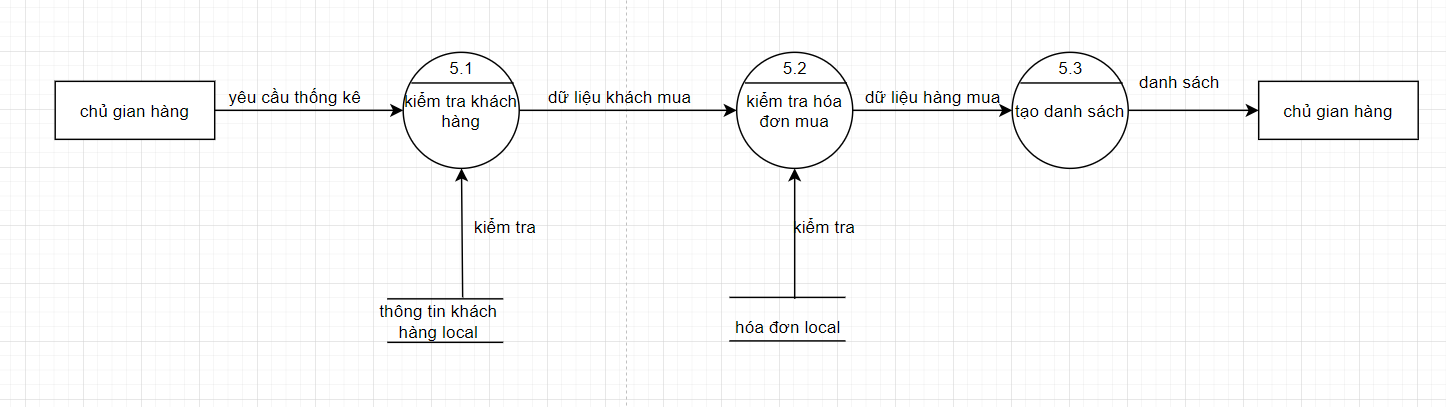 5.1
5.2
5.3
chủ gian hàng
yêu cầu thống kê
kiểm tra khách
hàng
dữ liệu khách mua
kiểm tra hóa
đơn mua
dữ liệu hàng mua
tạo danh sách
danh sách
chủ gian hàng
kiểm tra
kiểm tra
thông tin khách
hàng local
hóa đơn local